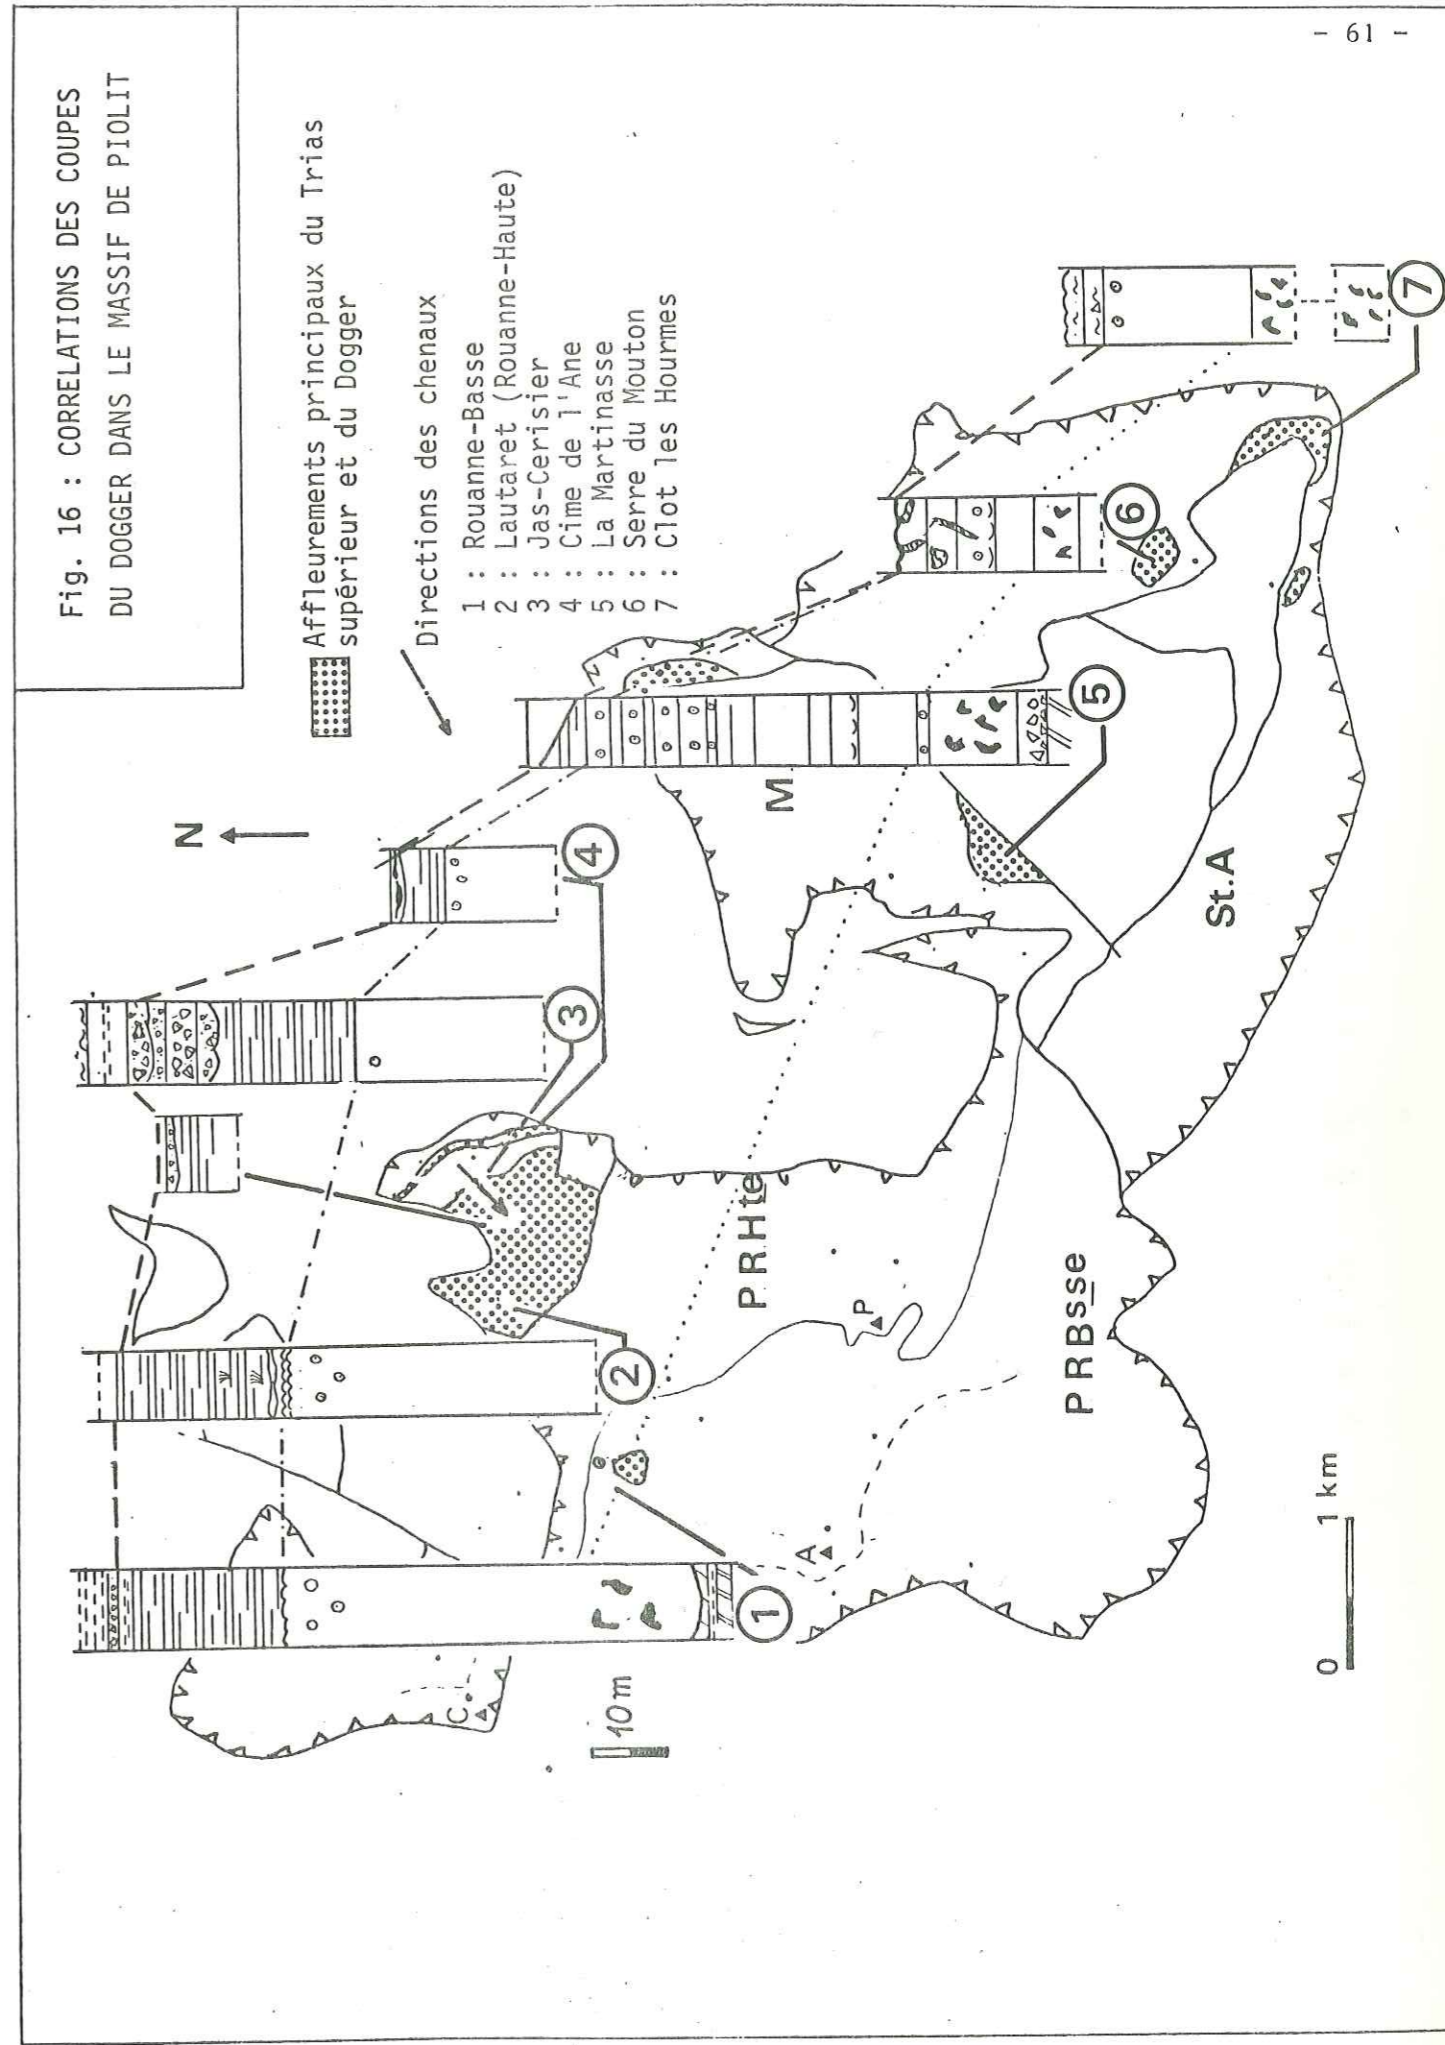 - 61 -
Fig. 16 : CORRELATIONS DES COUPES
DU DOGGER DANS LE MASSIF DE PIOLIT
Affleurements principaux du Trias
supérieur et du Dogger
Directions des chenaux
1 : Rouanne-Basse
2 : Lautaret (Rouanne-Haute)
3 : Jas-Cerisier
4 : Cime de l'Ane
5 : La Martinasse
6 : Serre du Mouton
7 : Clot les Hourmes
N
1
2
3
4
5
6
7
M
St.A
P.R.Hte
P.R.Bsse
P
A
C
10m
0 1 km